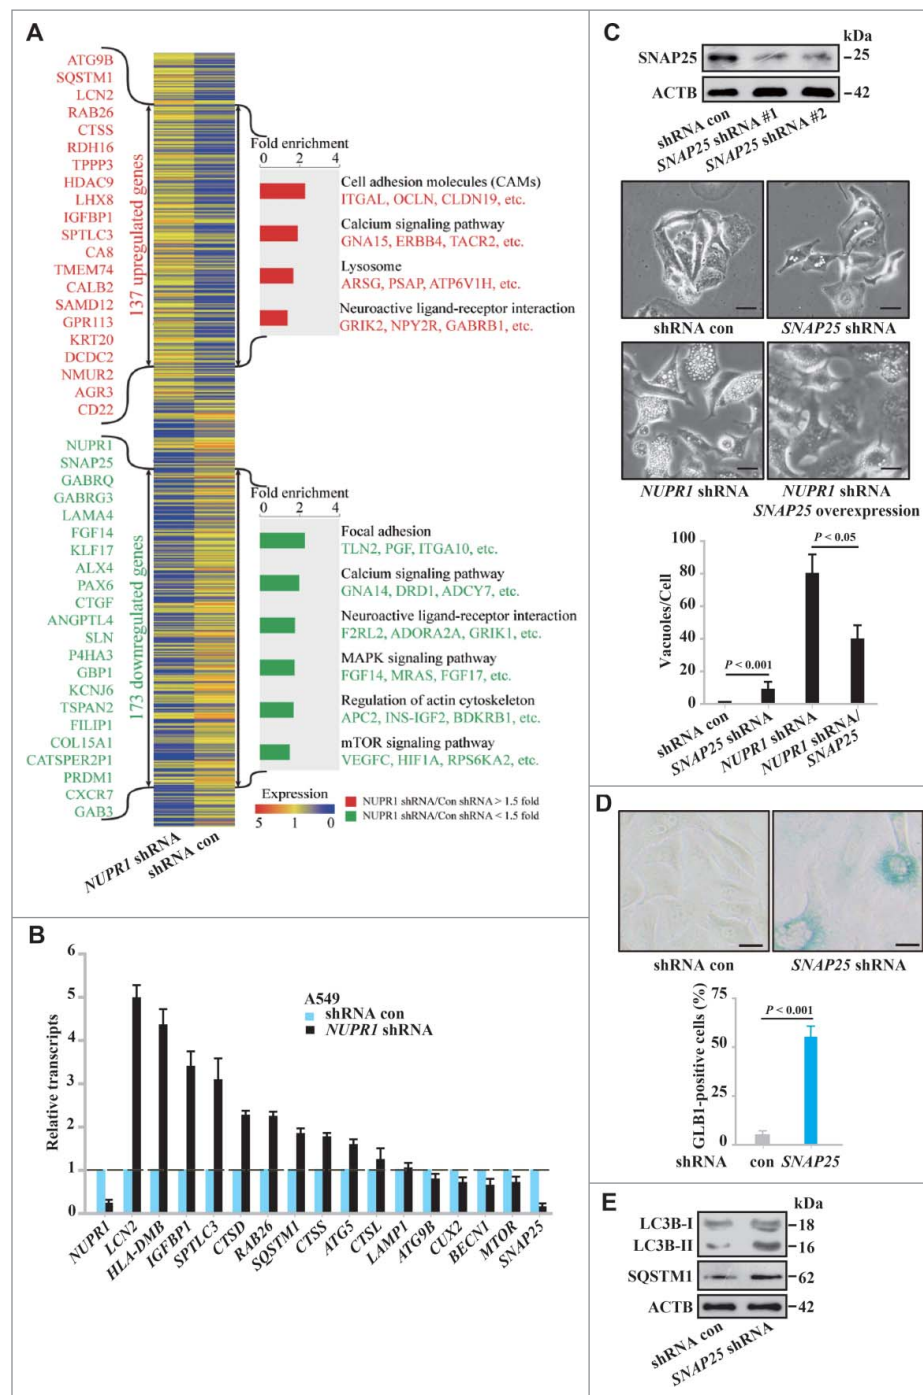 A
ATG9B
SQSTM1
LCN2
RAB26
CTSS
RDH16
TPPP3
HDAC9
LHX8
IGFBP1
SPTLC3
CA8
TMEM74
CALB2
SAMD12
GPR113
KRT20
DCDC2
NMUR2
AGR3
CD22
137 upregulated genes
Fold enrichment
0 2 4
Cell adhesion molecules (CAMs)
ITGAL, OCLN, CLDN19, etc.
Calcium signaling pathway
GNA15, ERBB4, TACR2, etc.
Lysosome
ARSG, PSAP, ATP6V1H, etc.
Neuroactive ligand-receptor interaction
GRIK2, NPY2R, GABRB1, etc.
NUPR1
SNAP25
GABRQ
GABRG3
LAMA4
FGF14
KLF17
ALX4
PAX6
CTGF
ANGPTL4
SLN
P4HA3
GBP1
KCNJ6
TSPAN2
FILIP1
COL15A1
CATSPER2P1
PRDM1
CXCR7
GAB3
173 downregulated genes
Fold enrichment
0 2 4
Focal adhesion
TLN2, PGF, ITGA10, etc.
Calcium signaling pathway
GNA14, DRD1, ADCY7, etc.
Neuroactive ligand-receptor interaction
F2RL2, ADORA2A, GRIK1, etc.
MAPK signaling pathway
FGF14, MRAS, FGF17, etc.
Regulation of actin cytoskeleton
APC2, INS-IGF2, BDKRB1, etc.
mTOR signaling pathway
VEGFC, HIF1A, RPS6KA2, etc.
Expression
5 1 0
NUPR1 shRNA/Con shRNA > 1.5 fold
NUPR1 shRNA/Con shRNA < 1.5 fold
NUPR1 shRNA
shRNA con
B
Relative transcripts
6
5
4
3
2
1
0
A549
shRNA con
NUPR1 shRNA
NUPR1
LCN2
HLA-DMB
IGFBP1
SPTLC3
CTSD
RAB26
SQSTM1
CTSS
ATG5
CTSL
LAMP1
ATG9B
CUX2
BECN1
MTOR
SNAP25
C
kDa
SNAP25 25
ACTB 42
shRNA con
SNAP25 shRNA #1
SNAP25 shRNA #2
shRNA con SNAP25 shRNA
NUPR1 shRNA NUPR1 shRNA
SNAP25 overexpression
Vacuoles/Cell
100
80
60
40
20
0
P < 0.001
P < 0.05
shRNA con
SNAP25 shRNA
NUPR1 shRNA
NUPR1 shRNA/
SNAP25
D
shRNA con SNAP25 shRNA
GLB1-positive cells (%)
75
50
25
0
P < 0.001
shRNA con SNAP25
E
kDa
LC3B-I 18
LC3B-II 16
SQSTM1 62
ACTB 42
shRNA con
SNAP25 shRNA